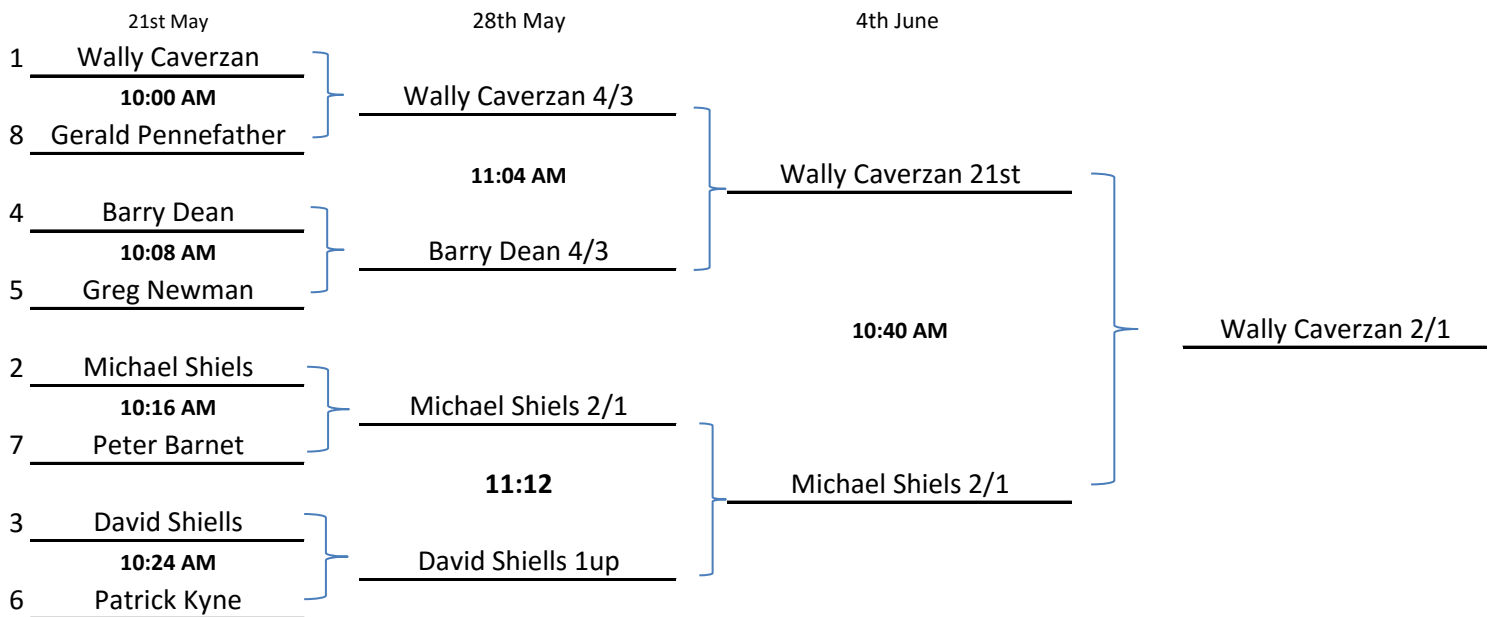 21st May 28th May 4th June
1 Wally Caverzan
10:00 AM Wally Caverzan 4/3
8 Gerald Pennefather
11:04 AM Wally Caverzan 21st
4 Barry Dean
10:08 AM Barry Dean 4/3
5 Greg Newman
10:40 AM Wally Caverzan 2/1
2 Michael Shiels
10:16 AM Michael Shiels 2/1
7 Peter Barnet
11:12 Michael Shiels 2/1
3 David Shiells
10:24 AM David Shiells 1up
6 Patrick Kyne